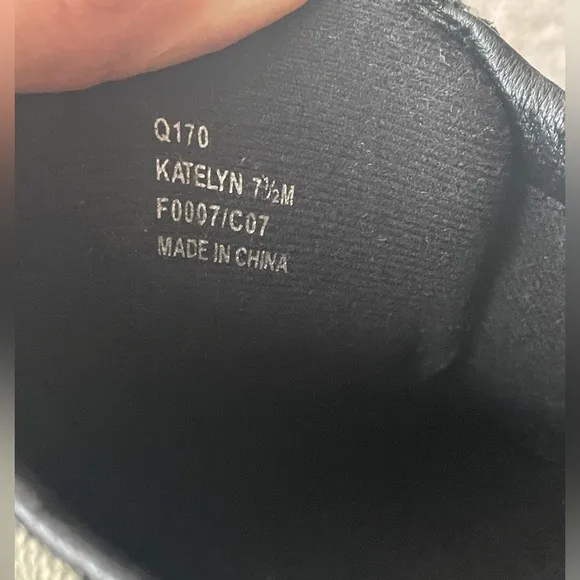 Q170
KATELYN 7½M
F0007/C07
MADE IN CHINA